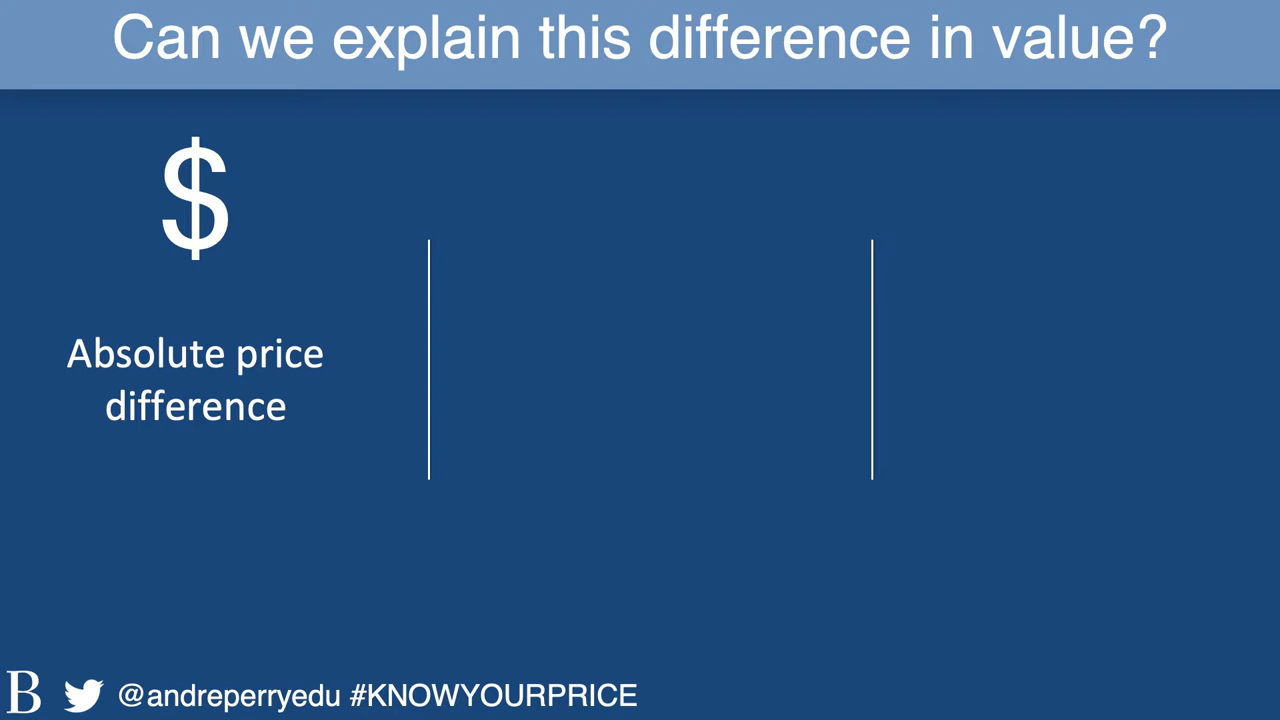 Can we explain this difference in value?
$
Absolute price
difference
B @andreperryedu #KNOWYOURPRICE